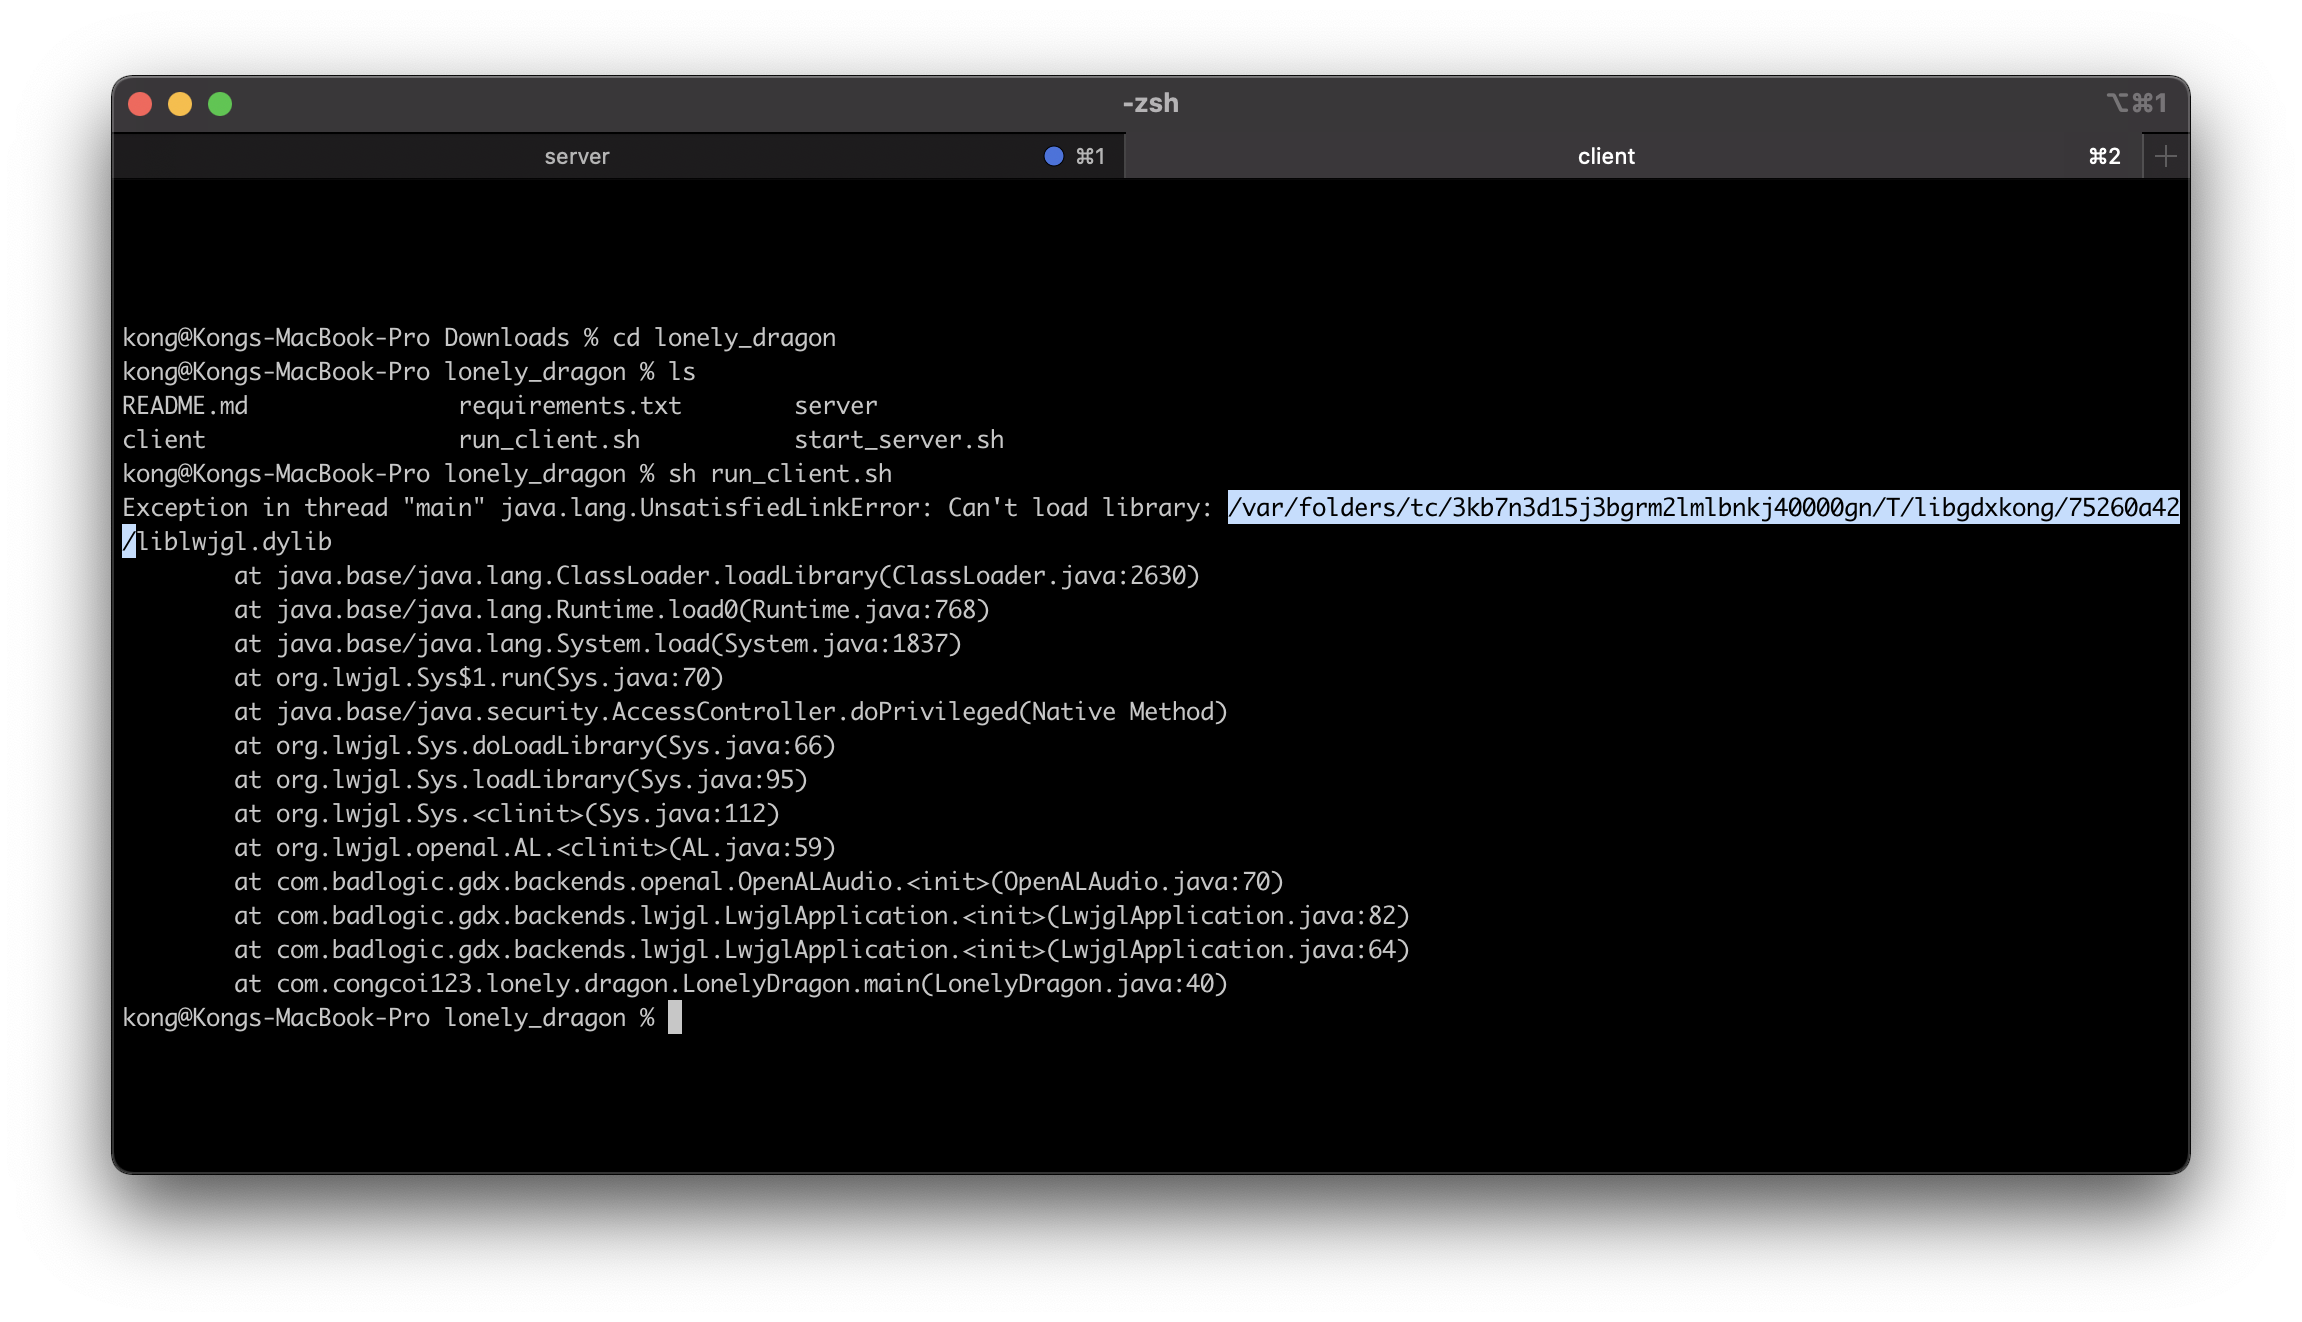 -zsh
⌥⌘1
server ⌘1
client ⌘2
kong@Kongs-MacBook-Pro Downloads % cd lonely_dragon
kong@Kongs-MacBook-Pro lonely_dragon % ls
README.md requirements.txt server
client run_client.sh start_server.sh
kong@Kongs-MacBook-Pro lonely_dragon % sh run_client.sh
Exception in thread "main" java.lang.UnsatisfiedLinkError: Can't load library: /var/folders/tc/3kb7n3d15j3bgrm2lmlbnkj40000gn/T/libgdxkong/75260a42
/liblwjgl.dylib
at java.base/java.lang.ClassLoader.loadLibrary(ClassLoader.java:2630)
at java.base/java.lang.Runtime.load0(Runtime.java:768)
at java.base/java.lang.System.load(System.java:1837)
at org.lwjgl.Sys$1.run(Sys.java:70)
at java.base/java.security.AccessController.doPrivileged(Native Method)
at org.lwjgl.Sys.doLoadLibrary(Sys.java:66)
at org.lwjgl.Sys.loadLibrary(Sys.java:95)
at org.lwjgl.Sys.<clinit>(Sys.java:112)
at org.lwjgl.openal.AL.<clinit>(AL.java:59)
at com.badlogic.gdx.backends.openal.OpenALAudio.<init>(OpenALAudio.java:70)
at com.badlogic.gdx.backends.lwjgl.LwjglApplication.<init>(LwjglApplication.java:82)
at com.badlogic.gdx.backends.lwjgl.LwjglApplication.<init>(LwjglApplication.java:64)
at com.congcoi123.lonely.dragon.LonelyDragon.main(LonelyDragon.java:40)
kong@Kongs-MacBook-Pro lonely_dragon %